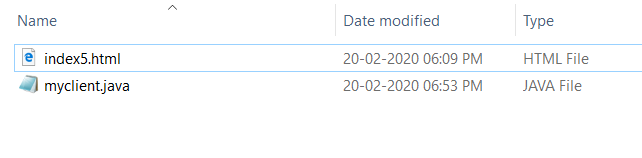 Name Date modified Type
index5.html 20-02-2020 06:09 PM HTML File
myclient.java 20-02-2020 06:53 PM JAVA File